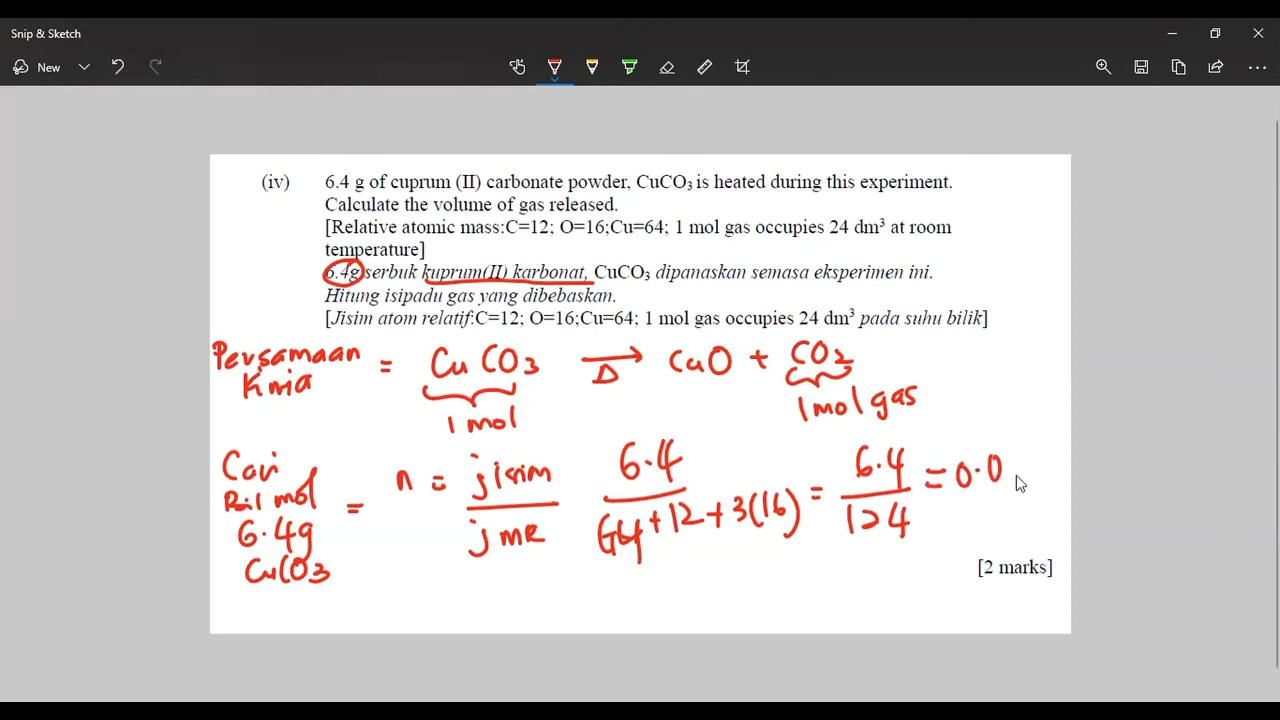 Snip & Sketch
New
(iv) 6.4 g of cuprum (II) carbonate powder, CuCO₃ is heated during this experiment.
Calculate the volume of gas released.
[Relative atomic mass:C=12; O=16;Cu=64; 1 mol gas occupies 24 dm³ at room
temperature]
6.4g serbuk kuprum(II) karbonat, CuCO₃ dipanaskan semasa eksperimen ini.
Hitung isipadu gas yang dibebaskan.
[Jisim atom relatif:C=12; O=16;Cu=64; 1 mol gas occupies 24 dm³ pada suhu bilik]
Persamaan
Kimia = CuCO₃ →Δ CuO + CO₂
1 mol 1 mol gas
Cari
Bil mol
6.4g
CuCO₃ = n = jisim / jmR 6.4 / 64 + 12 + 3(16) = 6.4 / 124 = 0.0
[2 marks]